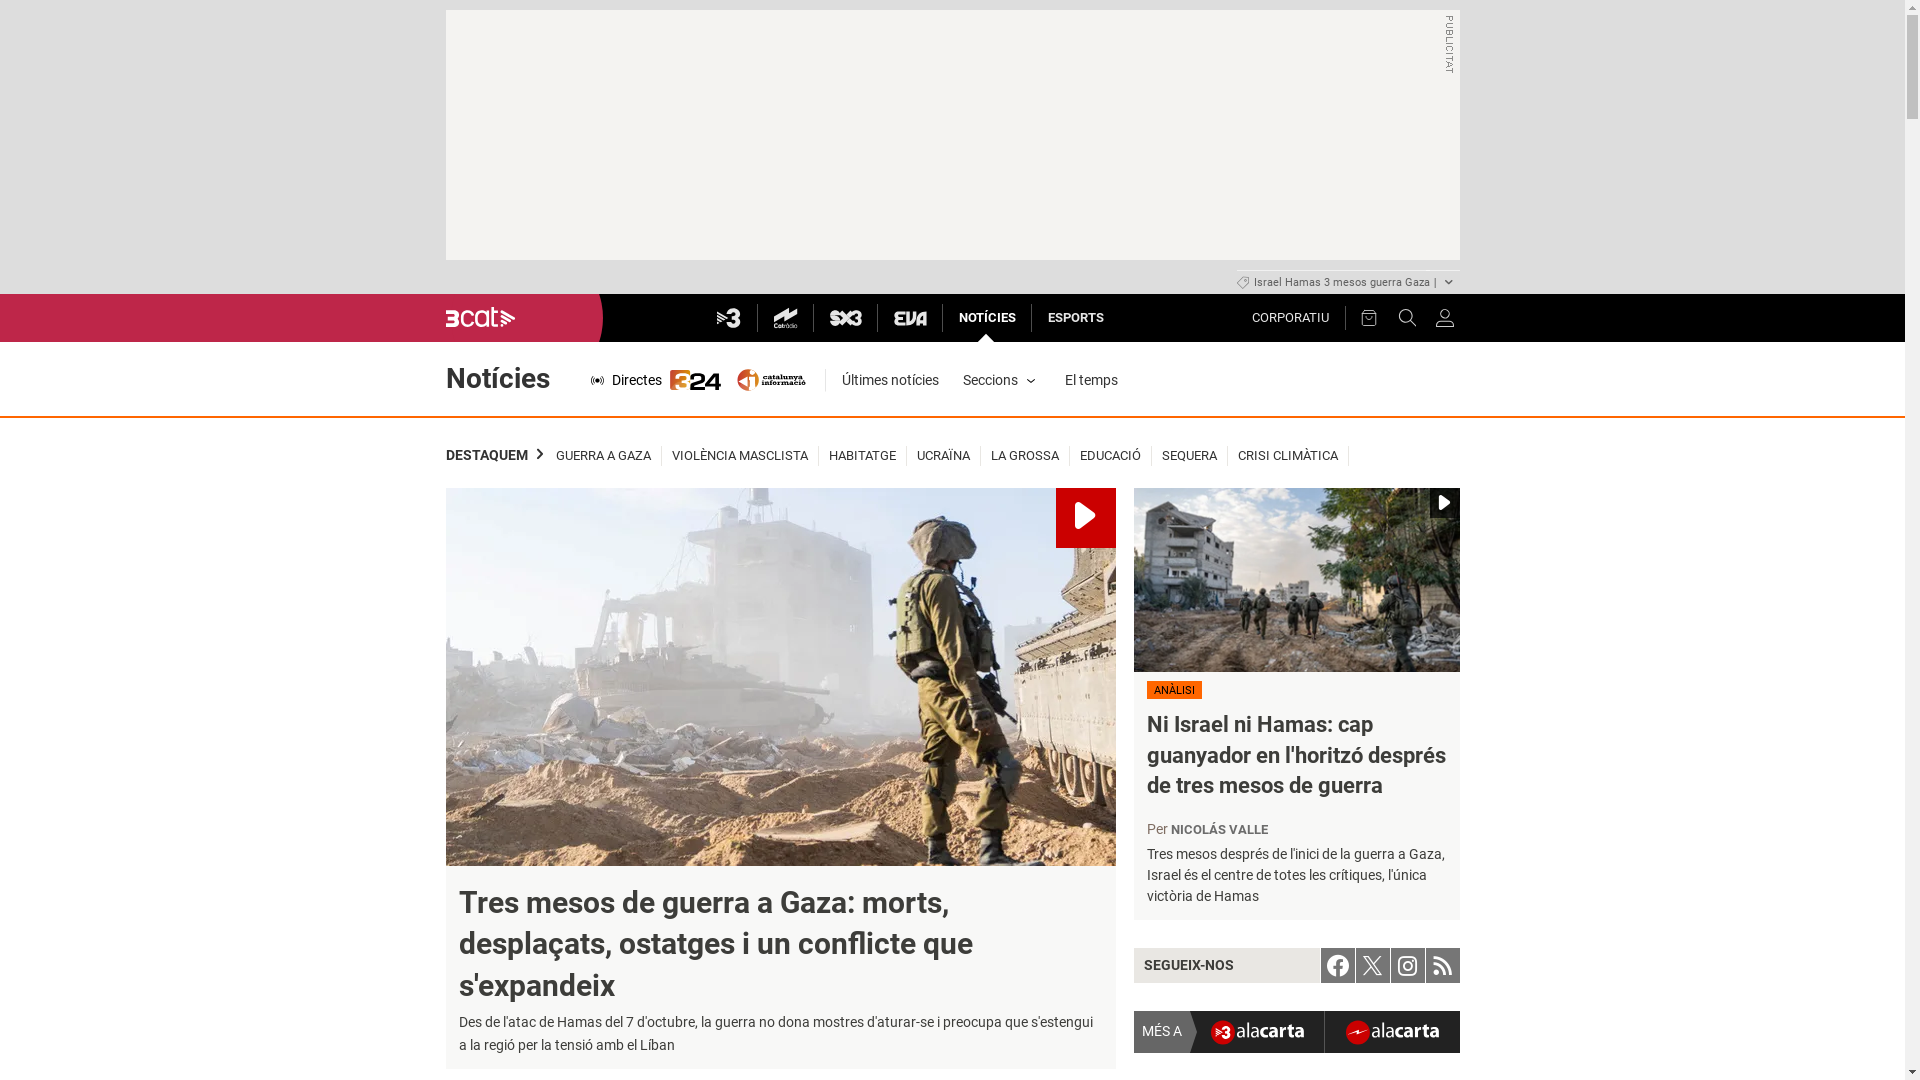 PUBLICITAT
Israel Hamas 3 mesos guerra Gaza |
3cat
3
Catràdio
SX3
EVA
NOTÍCIES
ESPORTS
CORPORATIU
Notícies
Directes
324
catalunya
informació
Últimes notícies
Seccions
El temps
DESTAQUEM
GUERRA A GAZA
VIOLÈNCIA MASCLISTA
HABITATGE
UCRAÏNA
LA GROSSA
EDUCACIÓ
SEQUERA
CRISI CLIMÀTICA
Tres mesos de guerra a Gaza: morts,
desplaçats, ostatges i un conflicte que
s'expandeix
Des de l'atac de Hamas del 7 d'octubre, la guerra no dona mostres d'aturar-se i preocupa que s'estengui
a la regió per la tensió amb el Líban
ANÀLISI
Ni Israel ni Hamas: cap
guanyador en l'horitzó després
de tres mesos de guerra
Per NICOLÁS VALLE
Tres mesos després de l'inici de la guerra a Gaza,
Israel és el centre de totes les crítiques, l'única
victòria de Hamas
SEGUEIX-NOS
MÉS A
3 alacarta
alacarta